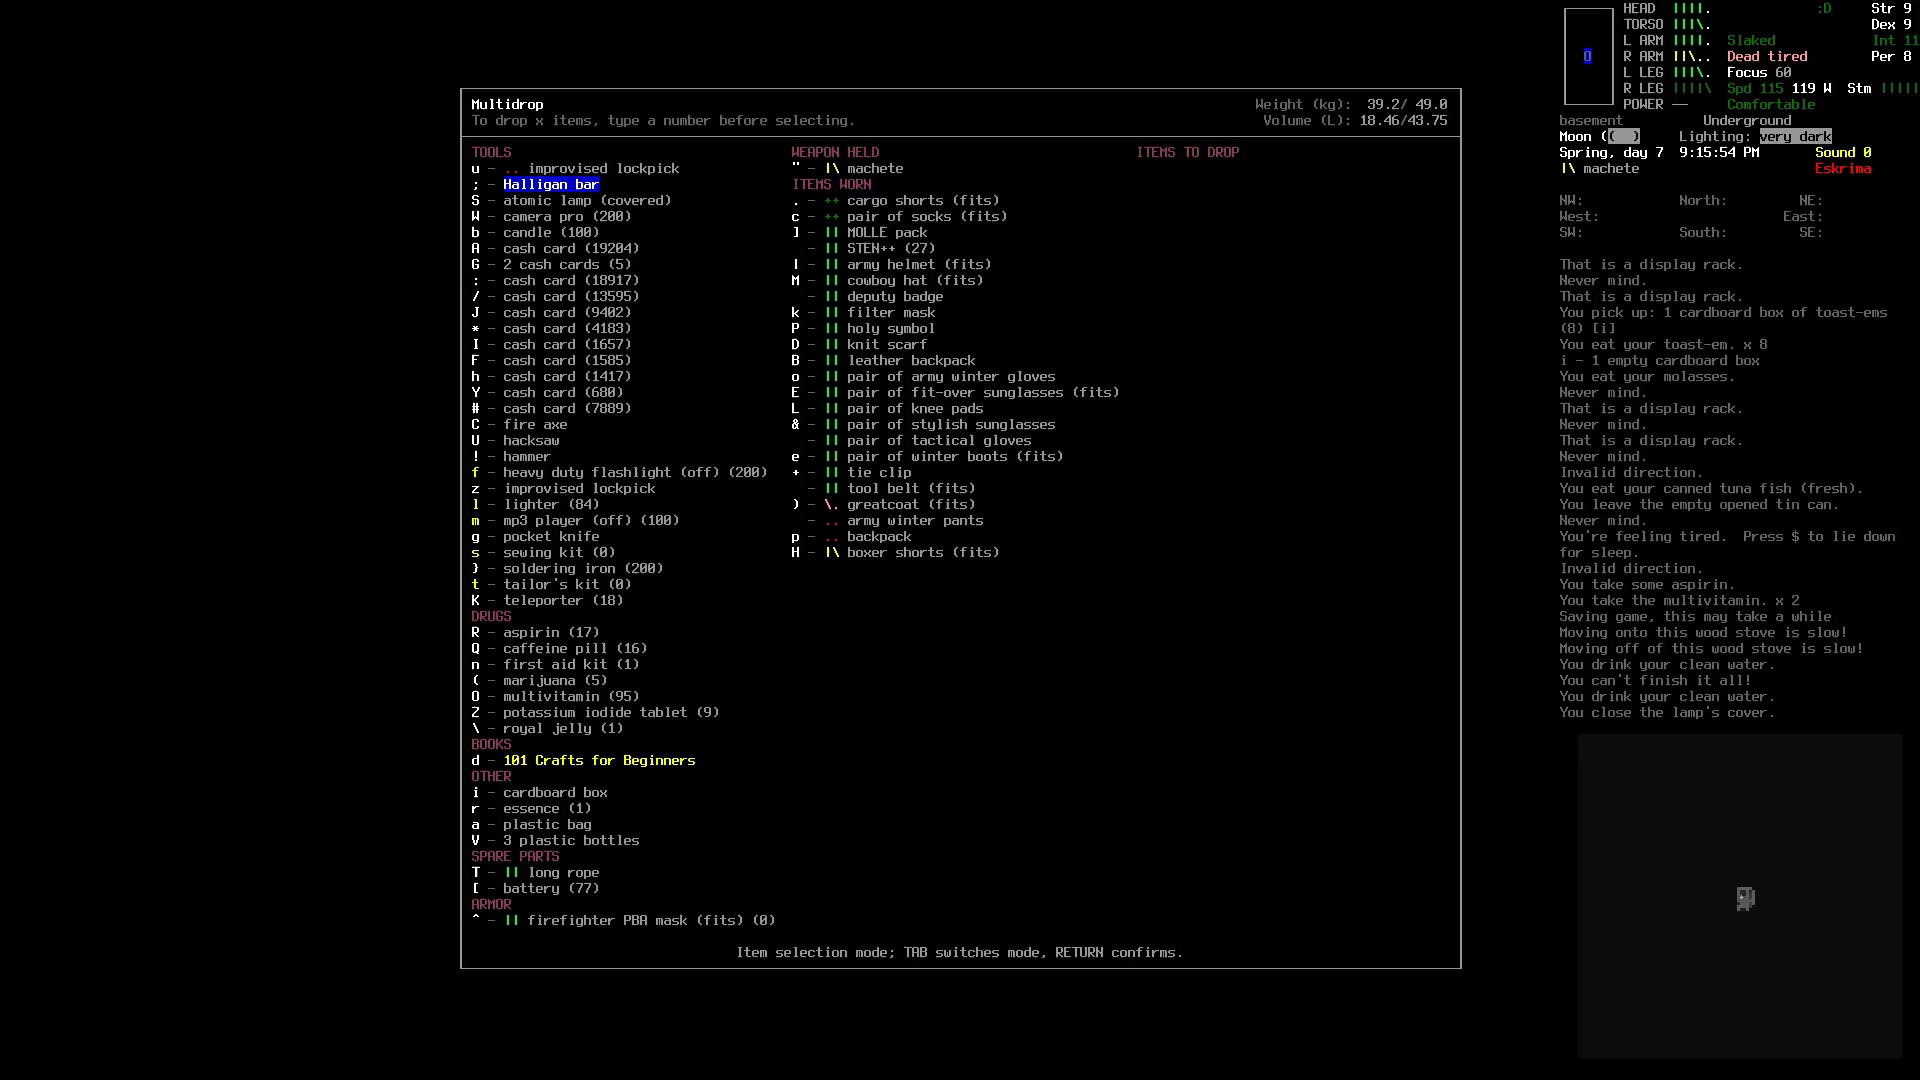 Multidrop
To drop x items, type a number before selecting.
Weight (kg): 39.2/ 49.0
Volume (L): 18.46/43.75
TOOLS
u - .. improvised lockpick
; - Halligan bar
S - atomic lamp (covered)
W - camera pro (200)
b - candle (100)
A - cash card (19204)
G - 2 cash cards (5)
: - cash card (18917)
/ - cash card (13595)
J - cash card (9402)
* - cash card (4183)
I - cash card (1657)
F - cash card (1585)
h - cash card (1417)
Y - cash card (680)
# - cash card (7889)
C - fire axe
U - hacksaw
! - hammer
f - heavy duty flashlight (off) (200)
z - improvised lockpick
l - lighter (84)
m - mp3 player (off) (100)
g - pocket knife
s - sewing kit (0)
} - soldering iron (200)
t - tailor's kit (0)
K - teleporter (18)
DRUGS
R - aspirin (17)
Q - caffeine pill (16)
n - first aid kit (1)
( - marijuana (5)
O - multivitamin (95)
Z - potassium iodide tablet (9)
\ - royal jelly (1)
BOOKS
d - 101 Crafts for Beginners
OTHER
i - cardboard box
r - essence (1)
a - plastic bag
V - 3 plastic bottles
SPARE PARTS
T - || long rope
[ - battery (77)
ARMOR
^ - || firefighter PBA mask (fits) (0)
WEAPON HELD
" - |\ machete
ITEMS WORN
. - ++ cargo shorts (fits)
c - ++ pair of socks (fits)
] - || MOLLE pack
- || STEN++ (27)
| - || army helmet (fits)
M - || cowboy hat (fits)
- || deputy badge
k - || filter mask
P - || holy symbol
D - || knit scarf
B - || leather backpack
o - || pair of army winter gloves
E - || pair of fit-over sunglasses (fits)
L - || pair of knee pads
& - || pair of stylish sunglasses
- || pair of tactical gloves
e - || pair of winter boots (fits)
+ - || tie clip
- || tool belt (fits)
) - \. greatcoat (fits)
- .. army winter pants
p - .. backpack
H - |\ boxer shorts (fits)
ITEMS TO DROP
Item selection mode; TAB switches mode, RETURN confirms.
0
HEAD ||||. :D Str 9
TORSO |||\. Dex 9
L ARM ||||. Slaked Int 11
R ARM ||\.. Dead tired Per 8
L LEG |||\. Focus 60
R LEG ||||\ Spd 115 119 W Stm |||||
POWER -- Comfortable
basement Underground
Moon (( ) Lighting: very dark
Spring, day 7 9:15:54 PM Sound 0
|\ machete Eskrima
NW: North: NE:
West: East:
SW: South: SE:
That is a display rack.
Never mind.
That is a display rack.
You pick up: 1 cardboard box of toast-ems
(8) [i]
You eat your toast-em. x 8
i - 1 empty cardboard box
You eat your molasses.
Never mind.
That is a display rack.
Never mind.
That is a display rack.
Never mind.
Invalid direction.
You eat your canned tuna fish (fresh).
You leave the empty opened tin can.
Never mind.
You're feeling tired.  Press $ to lie down
for sleep.
Invalid direction.
You take some aspirin.
You take the multivitamin. x 2
Saving game, this may take a while
Moving onto this wood stove is slow!
Moving off of this wood stove is slow!
You drink your clean water.
You can't finish it all!
You drink your clean water.
You close the lamp's cover.